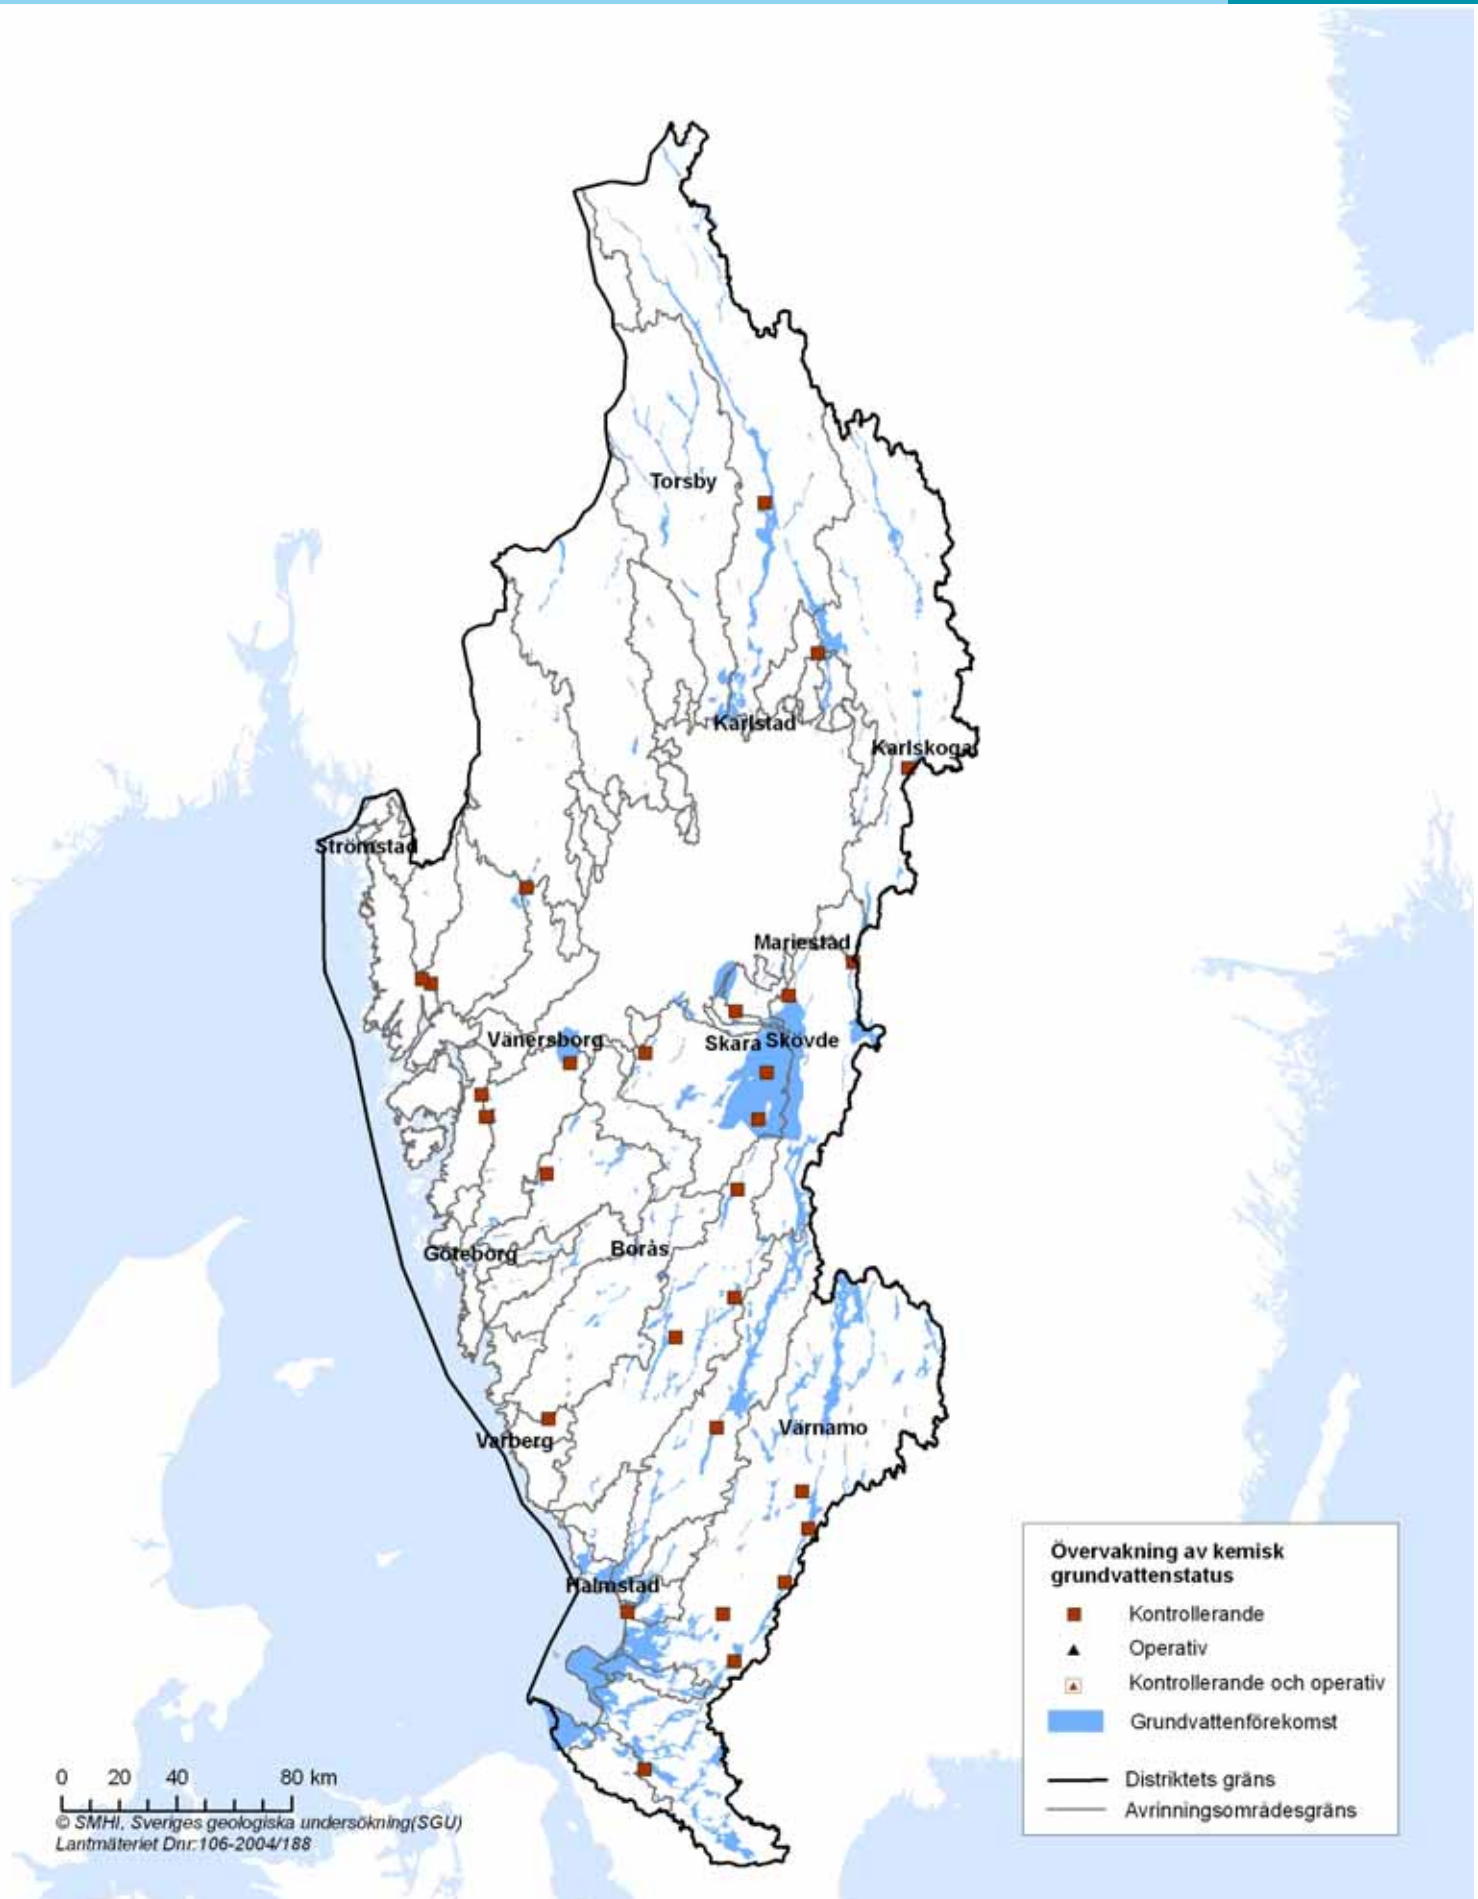 Torsby
Karlstad
Karlskoga
Strömstad
Mariestad
Vänersborg
Skara
Skövde
Göteborg
Borås
Varberg
Värnamo
Halmstad
Övervakning av kemisk
grundvattenstatus
Kontrollerande
Operativ
Kontrollerande och operativ
Grundvattenförekomst
Distriktets gräns
Avrinningsområdesgräns
0 20 40 80 km
© SMHI, Sveriges geologiska undersökning(SGU)
Lantmäteriet Dnr:106-2004/188